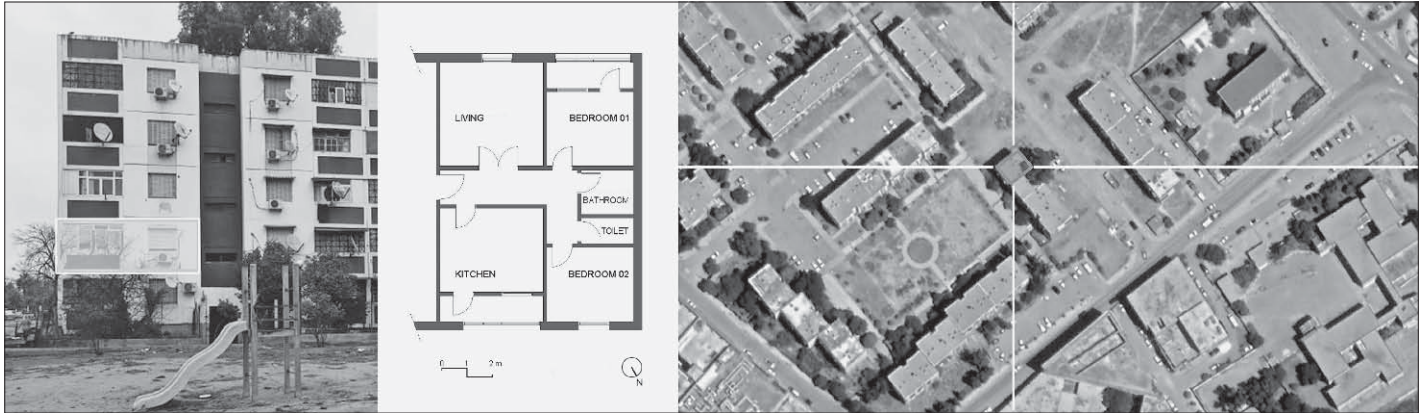 LIVING
BEDROOM 01
BATHROOM
TOILET
KITCHEN
BEDROOM 02
0 1 2 m
N